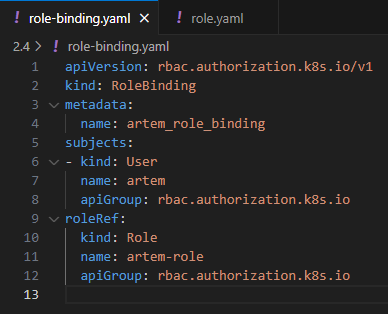 ! role-binding.yaml × ! role.yaml
2.4 > ! role-binding.yaml
1 apiVersion: rbac.authorization.k8s.io/v1
2 kind: RoleBinding
3 metadata:
4   name: artem_role_binding
5 subjects:
6 - kind: User
7   name: artem
8   apiGroup: rbac.authorization.k8s.io
9 roleRef:
10   kind: Role
11   name: artem-role
12   apiGroup: rbac.authorization.k8s.io
13